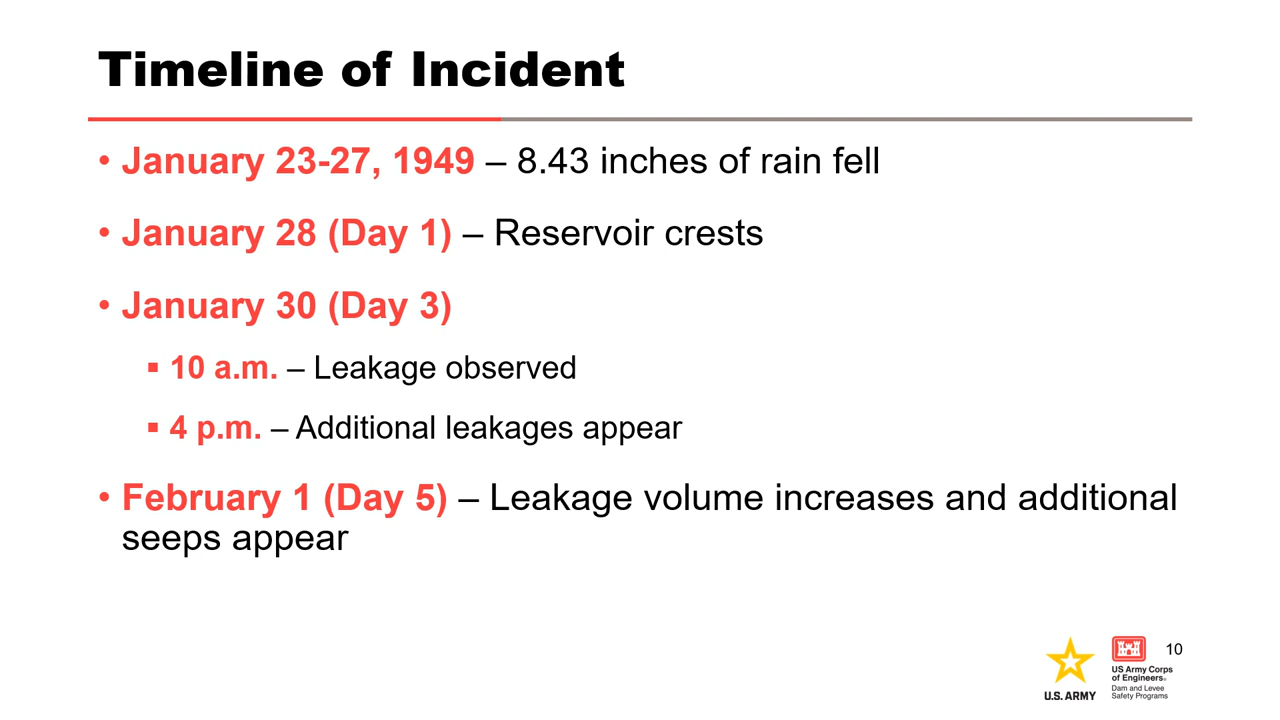 Timeline of Incident
• January 23-27, 1949 – 8.43 inches of rain fell
• January 28 (Day 1) – Reservoir crests
• January 30 (Day 3)
▪ 10 a.m. – Leakage observed
▪ 4 p.m. – Additional leakages appear
• February 1 (Day 5) – Leakage volume increases and additional
seeps appear
U.S. ARMY
US Army Corps
of Engineers®
Dam and Levee
Safety Programs
10